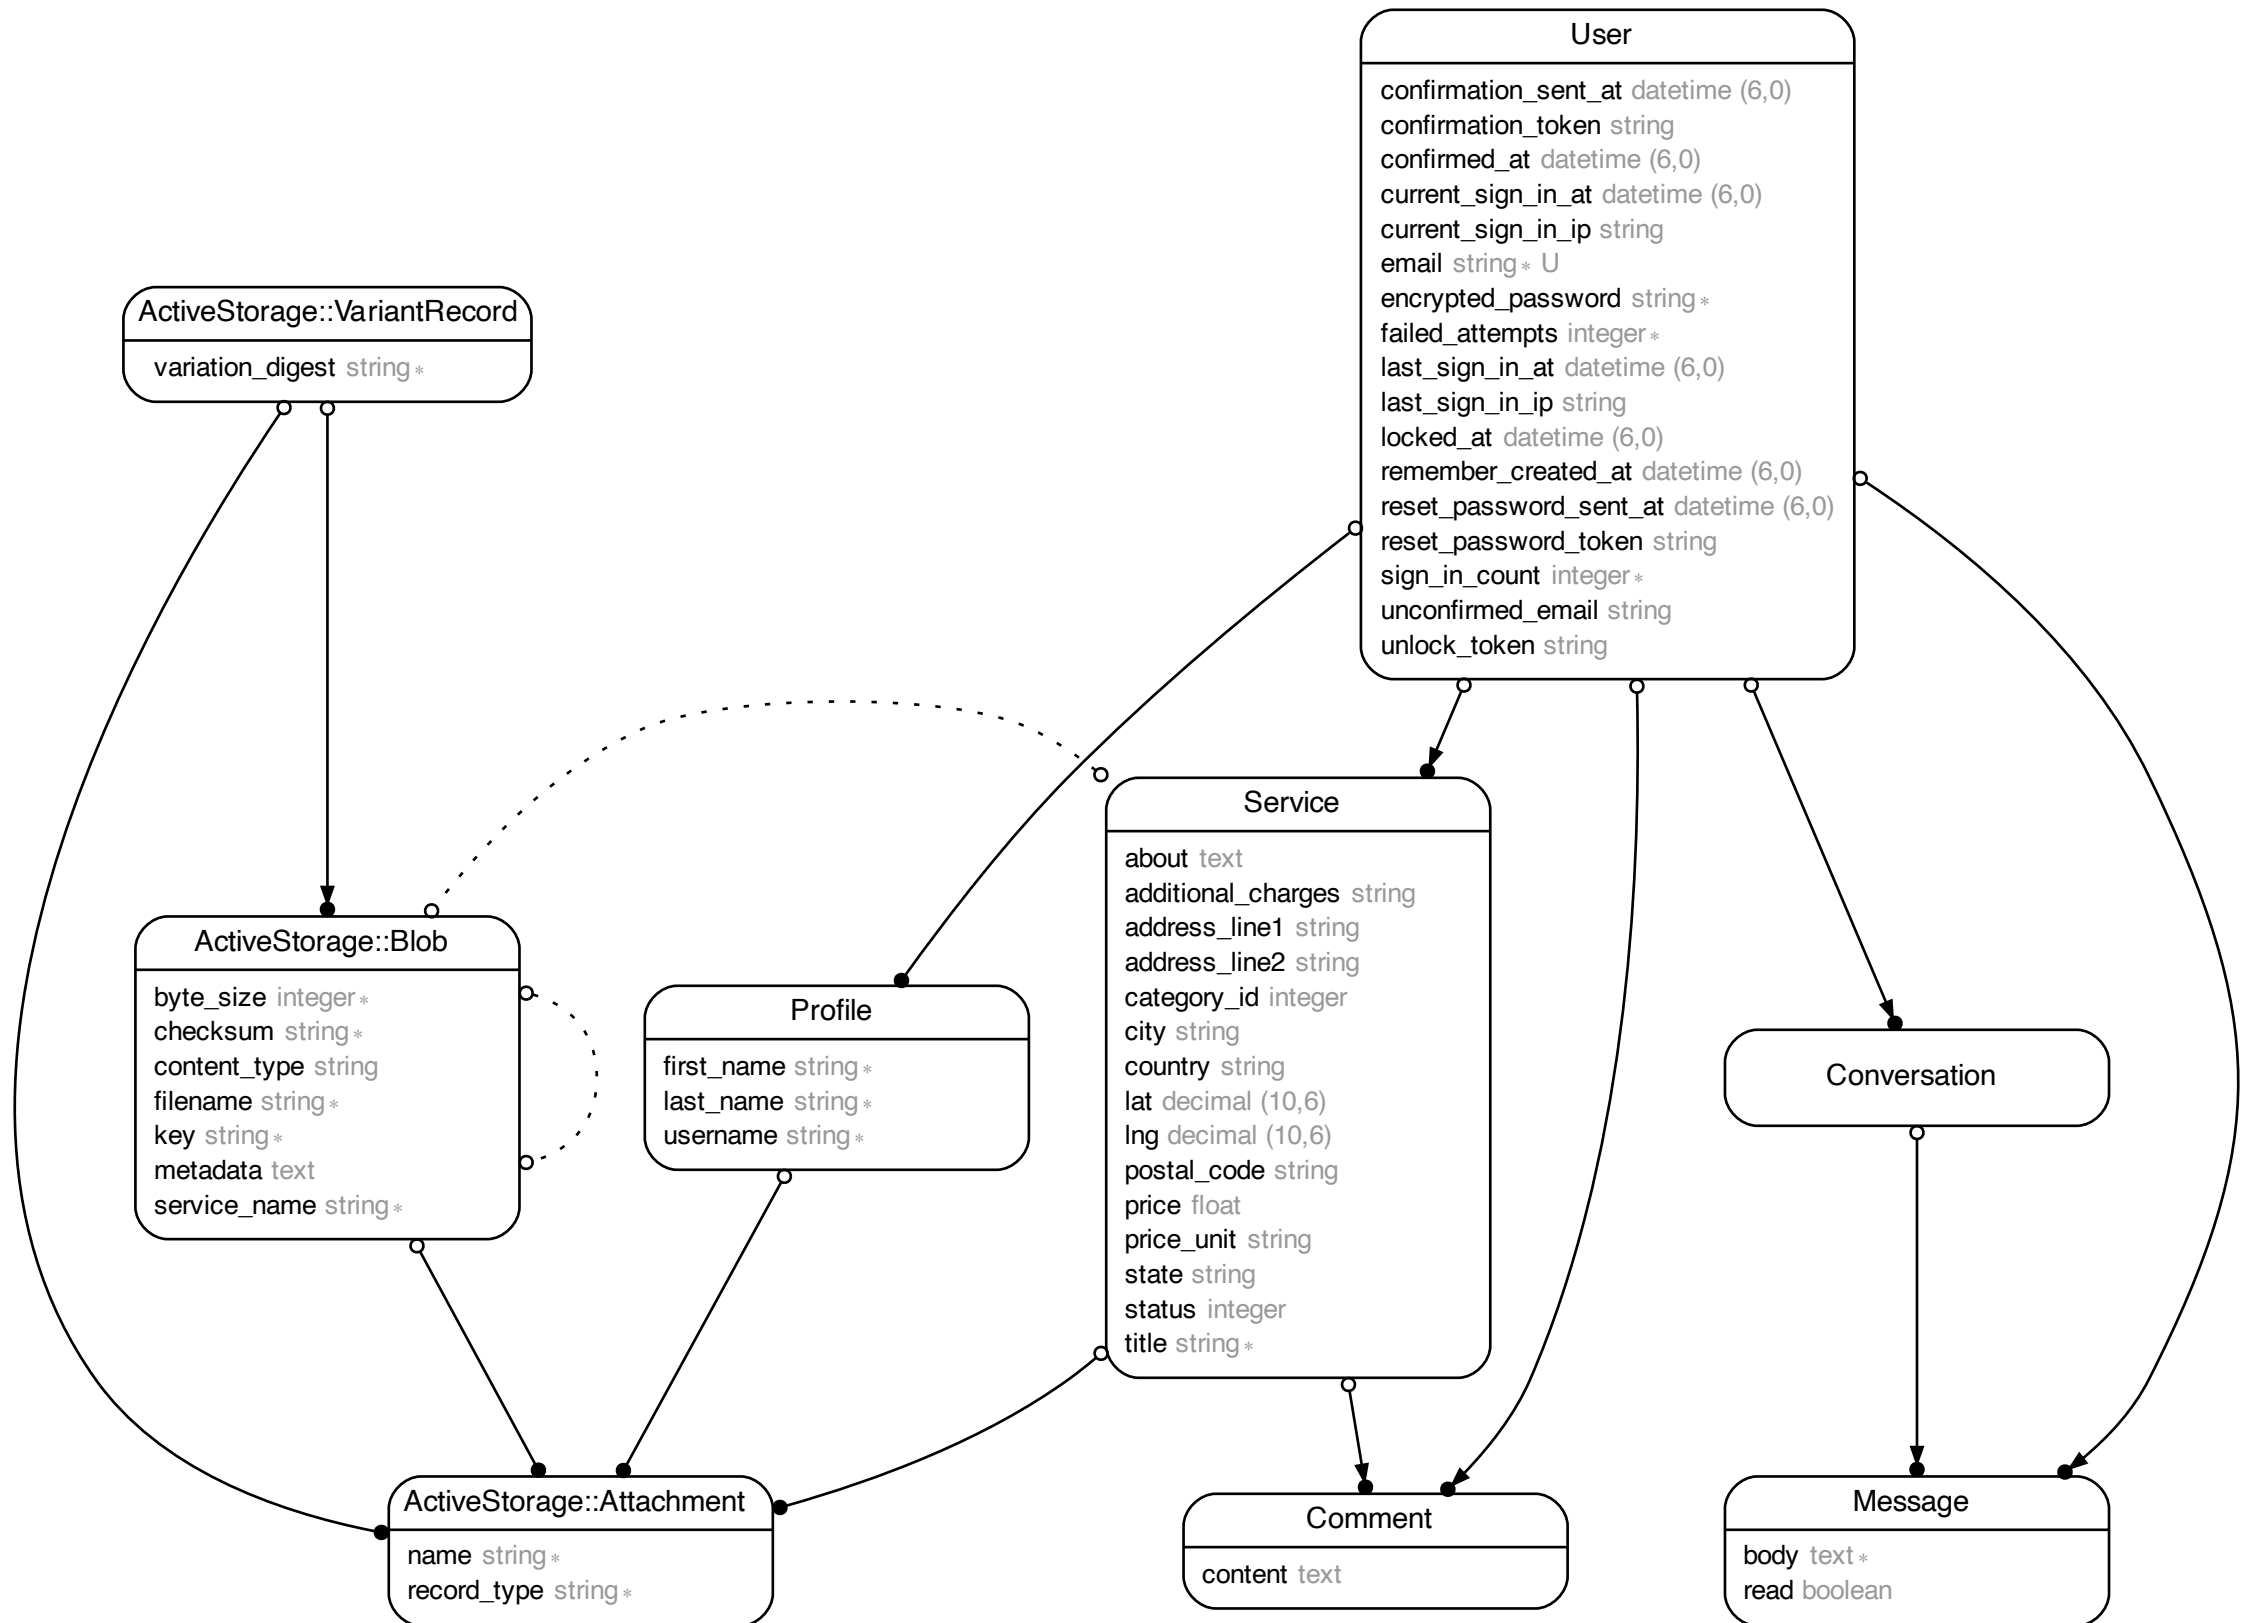 User
confirmation_sent_at datetime (6,0)
confirmation_token string
confirmed_at datetime (6,0)
current_sign_in_at datetime (6,0)
current_sign_in_ip string
email string* U
encrypted_password string*
failed_attempts integer*
last_sign_in_at datetime (6,0)
last_sign_in_ip string
locked_at datetime (6,0)
remember_created_at datetime (6,0)
reset_password_sent_at datetime (6,0)
reset_password_token string
sign_in_count integer*
unconfirmed_email string
unlock_token string
ActiveStorage::VariantRecord
variation_digest string*
Service
about text
additional_charges string
address_line1 string
address_line2 string
category_id integer
city string
country string
lat decimal (10,6)
lng decimal (10,6)
postal_code string
price float
price_unit string
state string
status integer
title string*
ActiveStorage::Blob
byte_size integer*
checksum string*
content_type string
filename string*
key string*
metadata text
service_name string*
Profile
first_name string*
last_name string*
username string*
Conversation
ActiveStorage::Attachment
name string*
record_type string*
Comment
content text
Message
body text*
read boolean